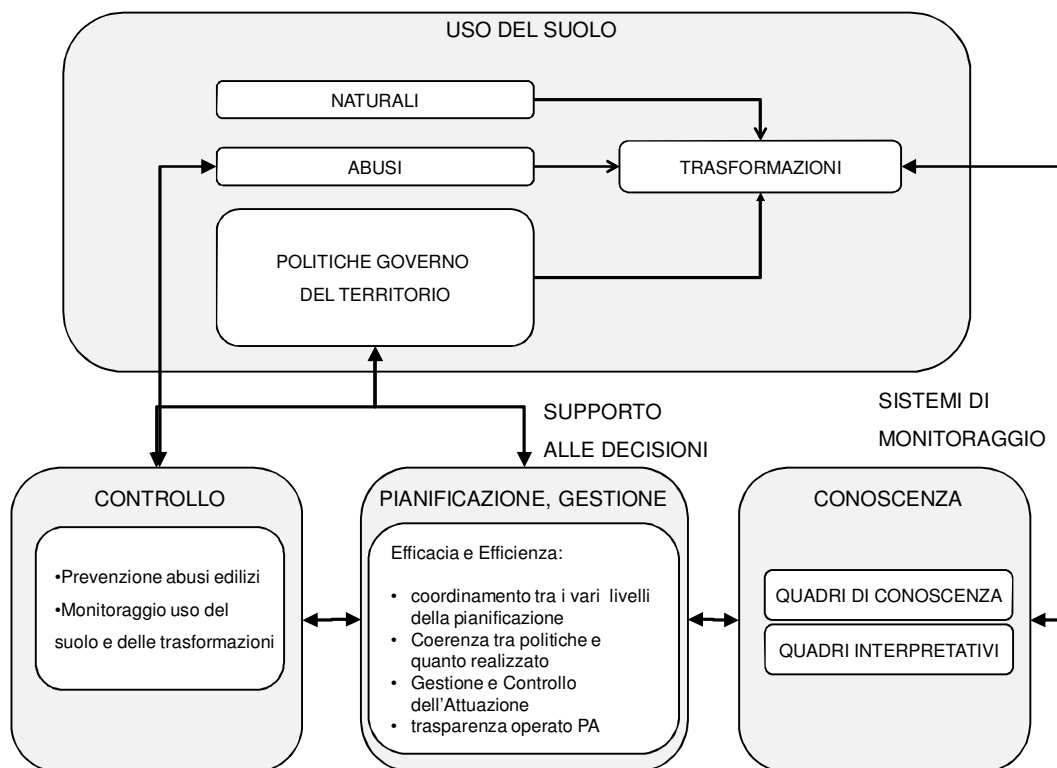 USO DEL SUOLO
NATURALI
ABUSI
TRASFORMAZIONI
POLITICHE GOVERNO
DEL TERRITORIO
SUPPORTO
ALLE DECISIONI
SISTEMI DI
MONITORAGGIO
CONTROLLO
•Prevenzione abusi edilizi
•Monitoraggio uso del
suolo e delle trasformazioni
PIANIFICAZIONE, GESTIONE
Efficacia e Efficienza:
• coordinamento tra i vari livelli
della pianificazione
• Coerenza tra politiche e
quanto realizzato
• Gestione e Controllo
dell'Attuazione
• trasparenza operato PA
CONOSCENZA
QUADRI DI CONOSCENZA
QUADRI INTERPRETATIVI